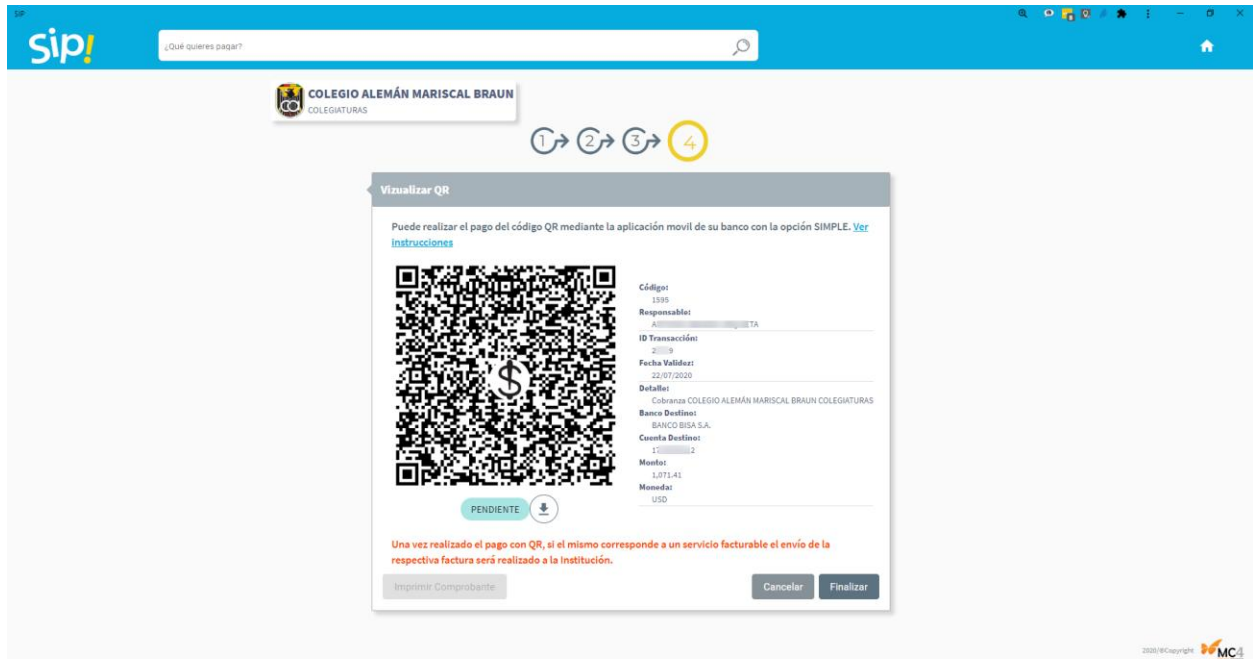 SIP
Sip!
¿Qué quieres pagar?
COLEGIO ALEMÁN MARISCAL BRAUN
COLEGIATURAS
1 2 3 4
Vizualizar QR
Puede realizar el pago del código QR mediante la aplicación movil de su banco con la opción SIMPLE. Ver
instrucciones
Código:
1595
Responsable:
A TA
ID Transacción:
2 9
Fecha Validez:
22/07/2020
Detalle:
Cobranza COLEGIO ALEMÁN MARISCAL BRAUN COLEGIATURAS
Banco Destino:
BANCO BISA S.A.
Cuenta Destino:
1 2
Monto:
1,071.41
Moneda:
USD
PENDIENTE
Una vez realizado el pago con QR, si el mismo corresponde a un servicio facturable el envío de la
respectiva factura será realizado a la Institución.
Imprimir Comprobante
Cancelar
Finalizar
2020/©Copyright MC4